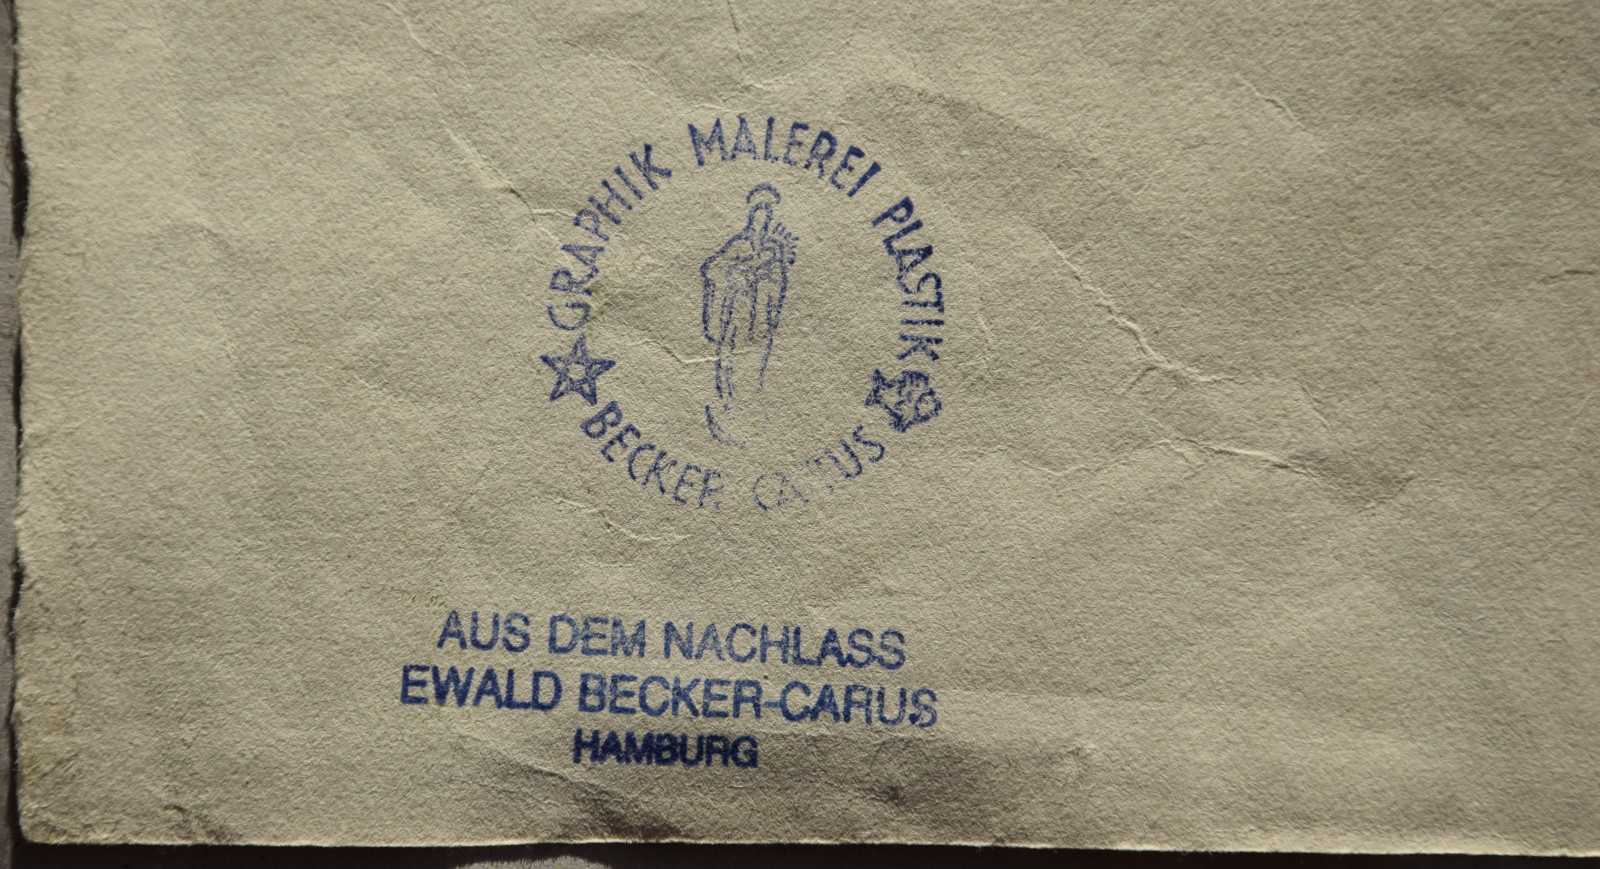 GRAPHIK MALEREI PLASTIK
BECKER CARUS
AUS DEM NACHLASS
EWALD BECKER-CARUS
HAMBURG